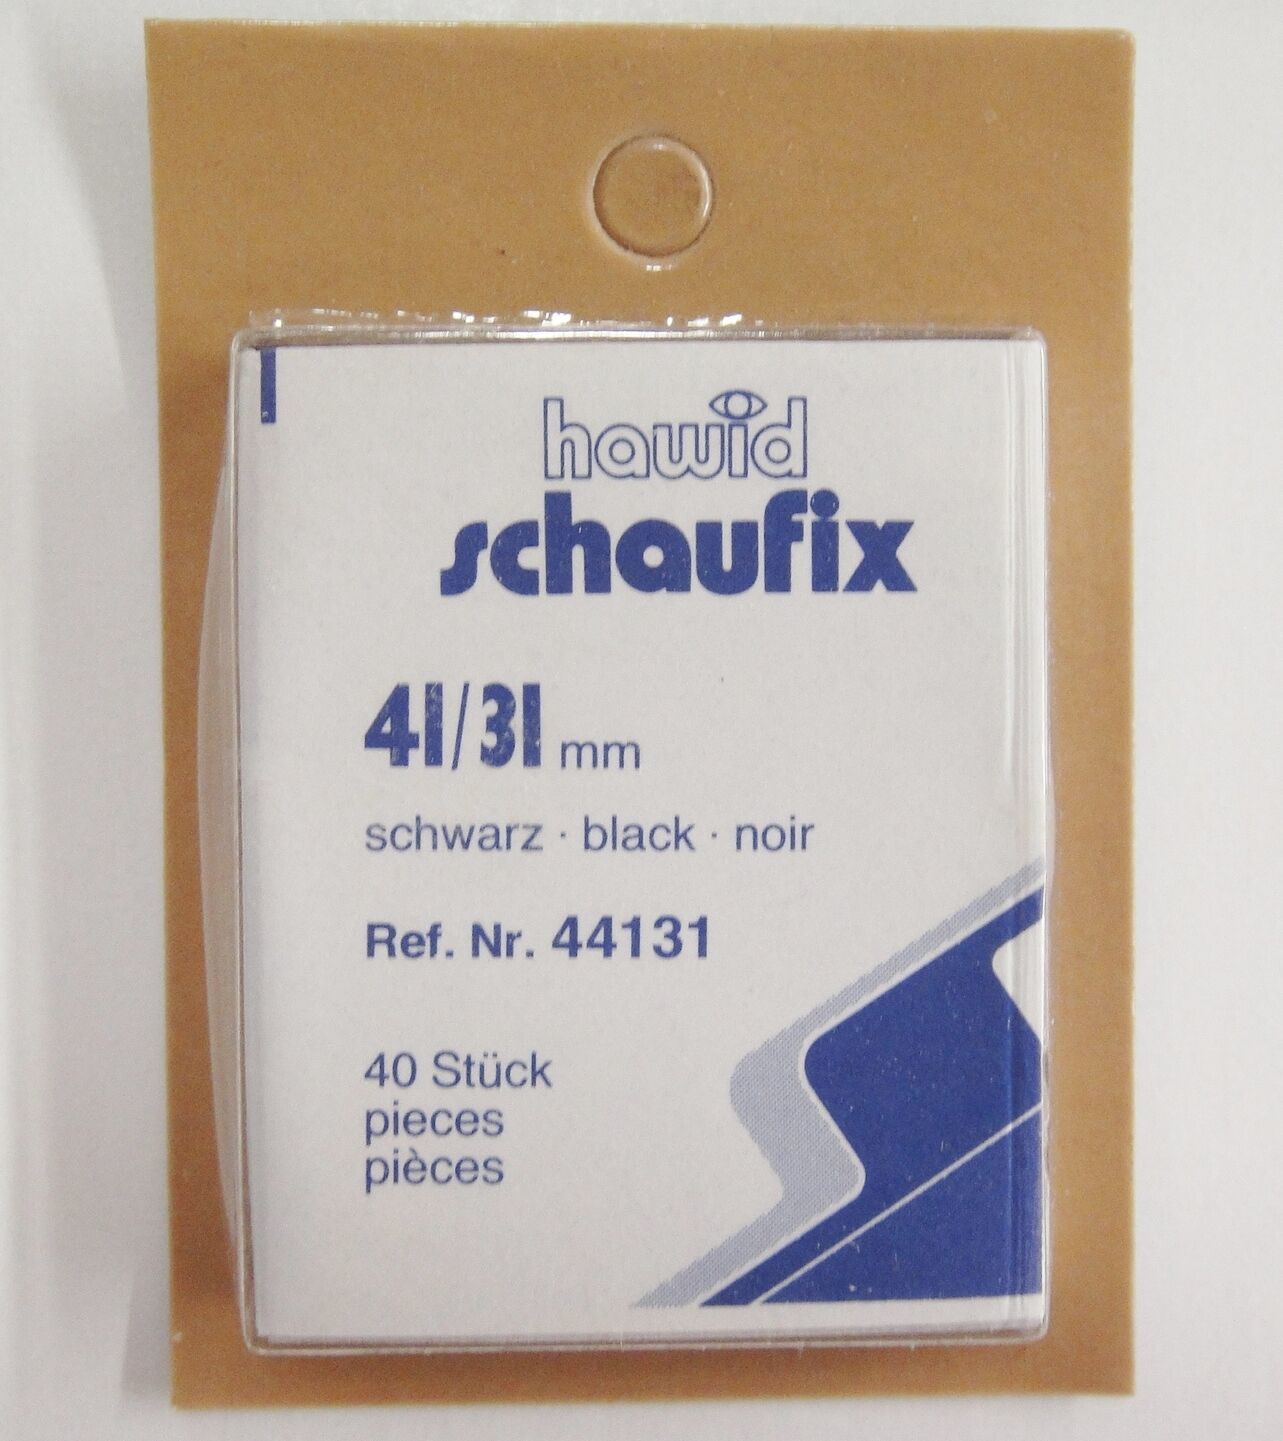 hawid
schaufix
41/31 mm
schwarz · black · noir
Ref. Nr. 44131
40 Stück
pieces
pièces